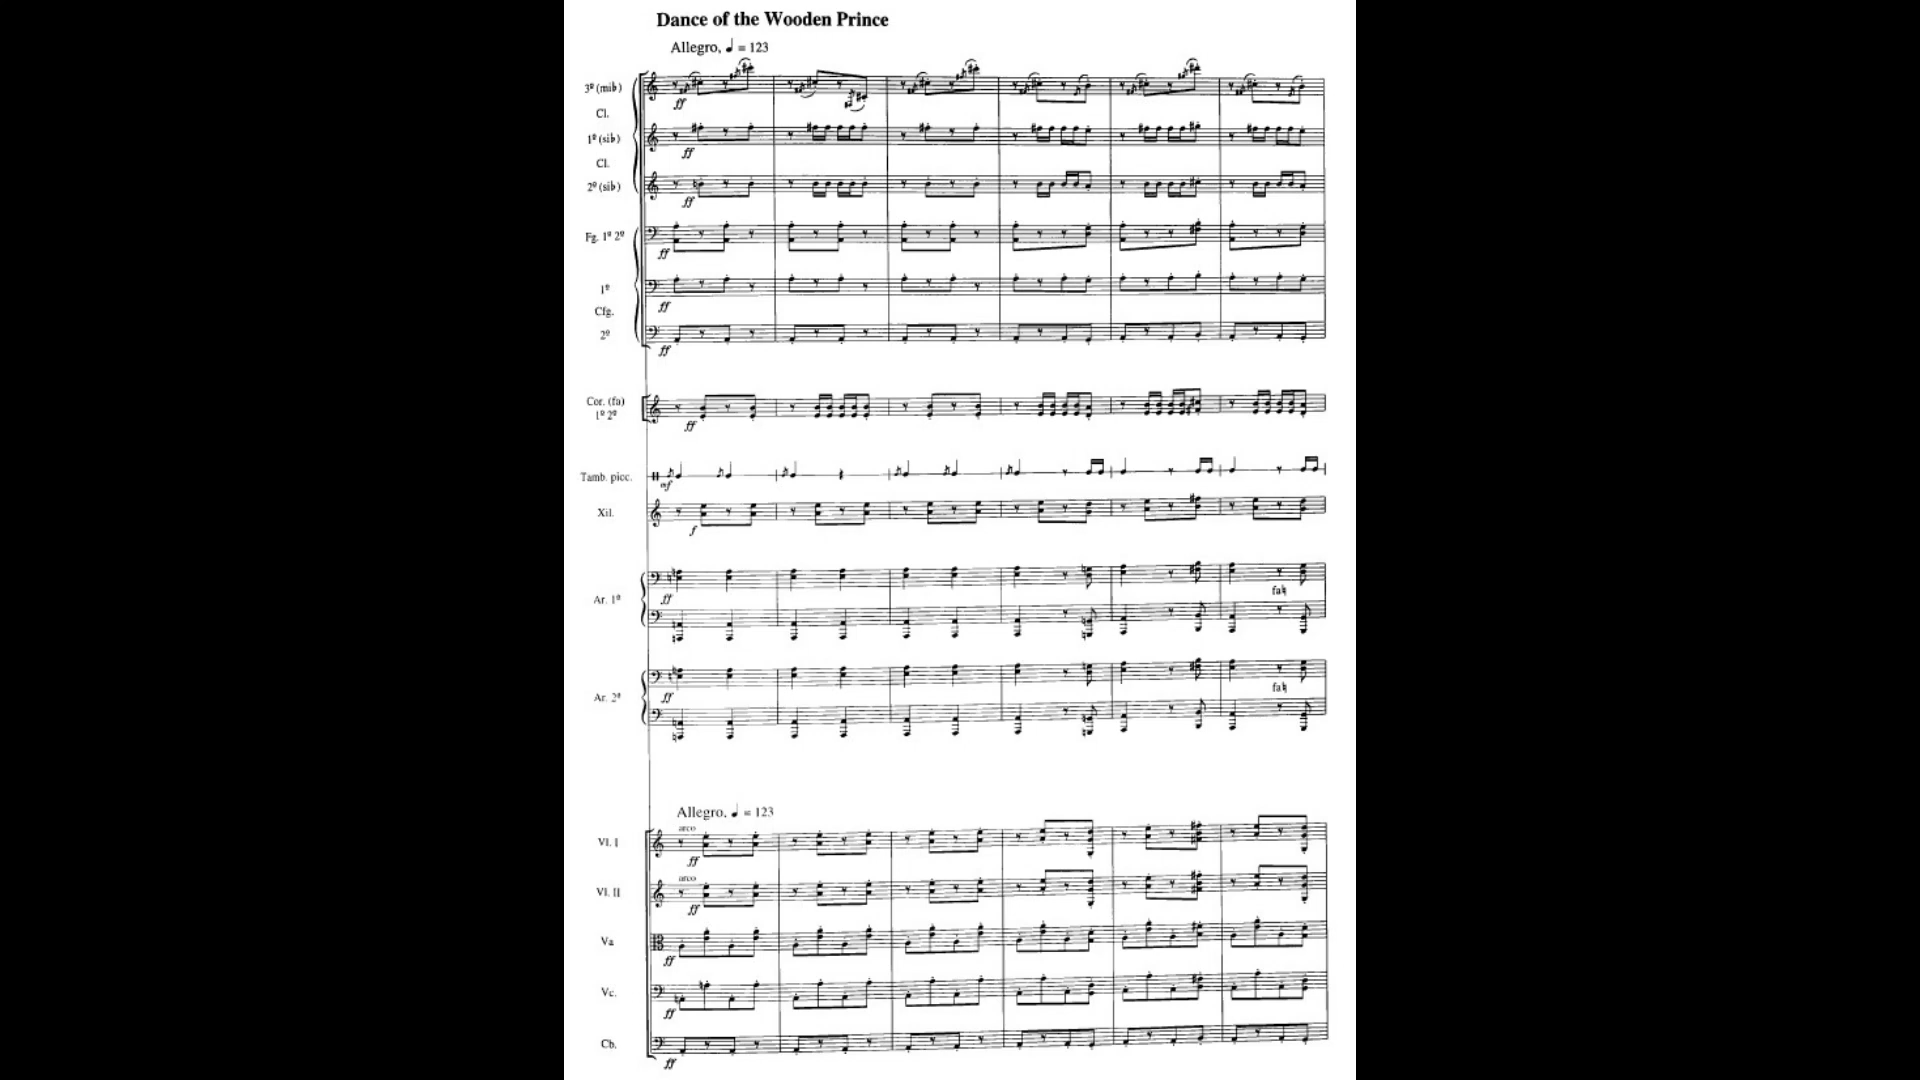 Dance of the Wooden Prince
Allegro, ♩ = 123
3º (mib)
ff
Cl.
1º (sib)
ff
Cl.
2º (sib)
ff
Fg. 1º 2º
ff
1º
ff
Cfg.
2º
ff
Cor. (fa)
1º 2º
ff
Tamb. picc.
mf
Xil.
f
Ar. 1ª
ff
fa♮
Ar. 2ª
ff
fa♮
Allegro, ♩ = 123
arco
Vl. I
ff
arco
Vl. II
ff
Va
ff
Vc.
ff
Cb.
ff